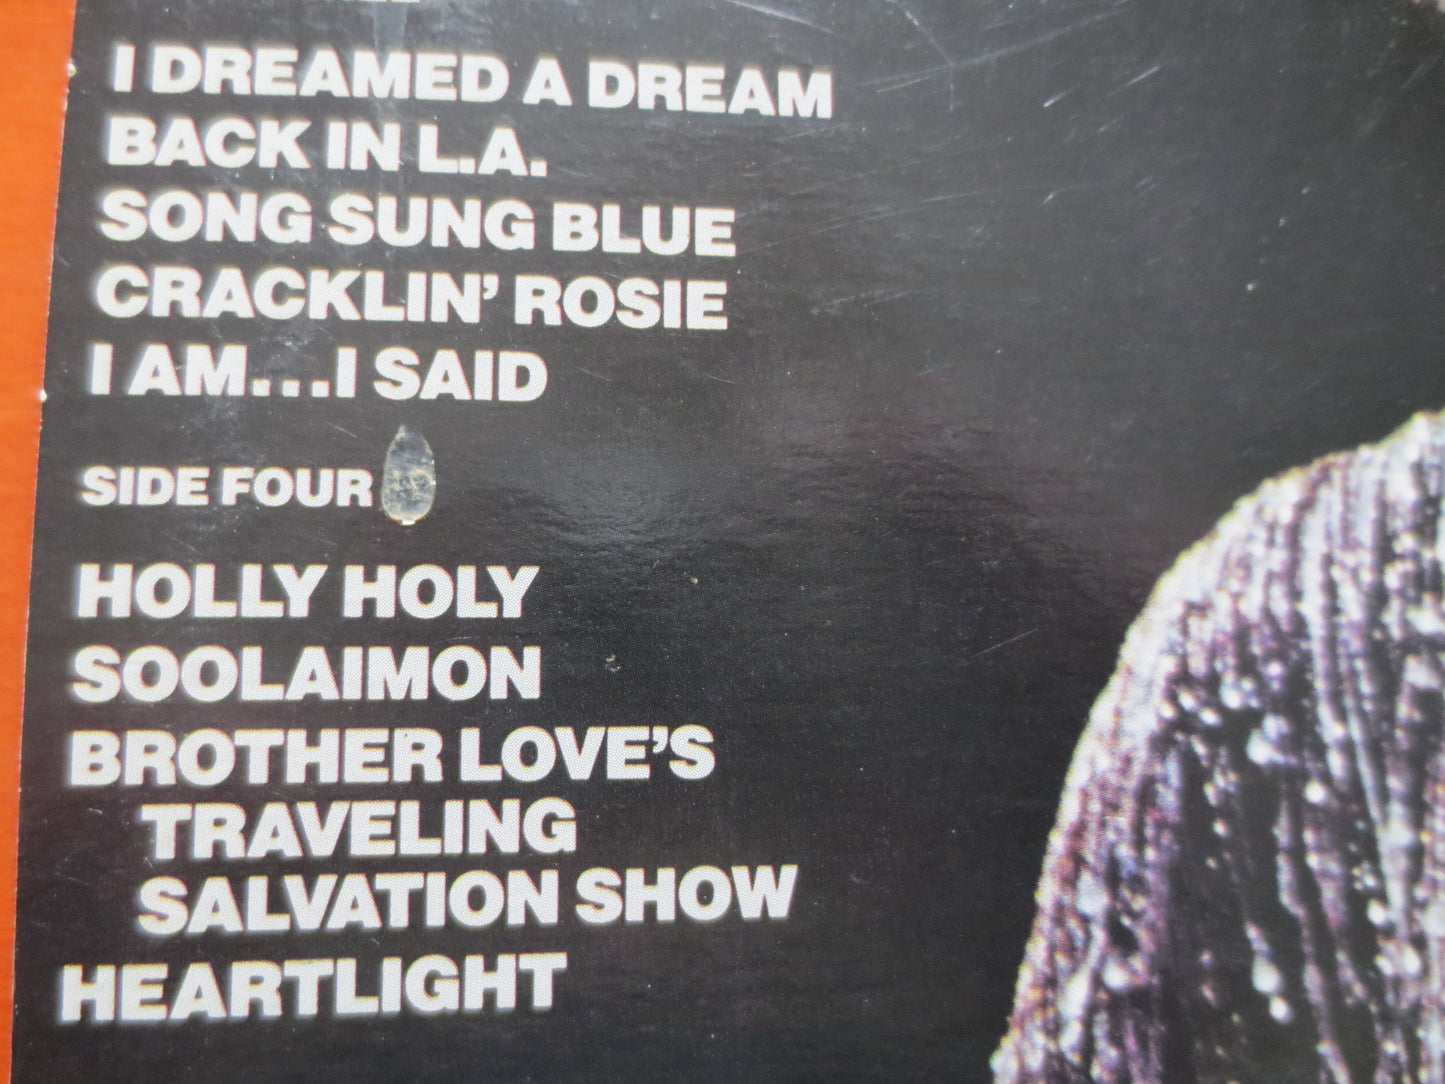 I DREAMED A DREAM
BACK IN L.A.
SONG SUNG BLUE
CRACKLIN' ROSIE
I AM...I SAID
SIDE FOUR
HOLLY HOLY
SOOLAIMON
BROTHER LOVE'S
TRAVELING
SALVATION SHOW
HEARTLIGHT